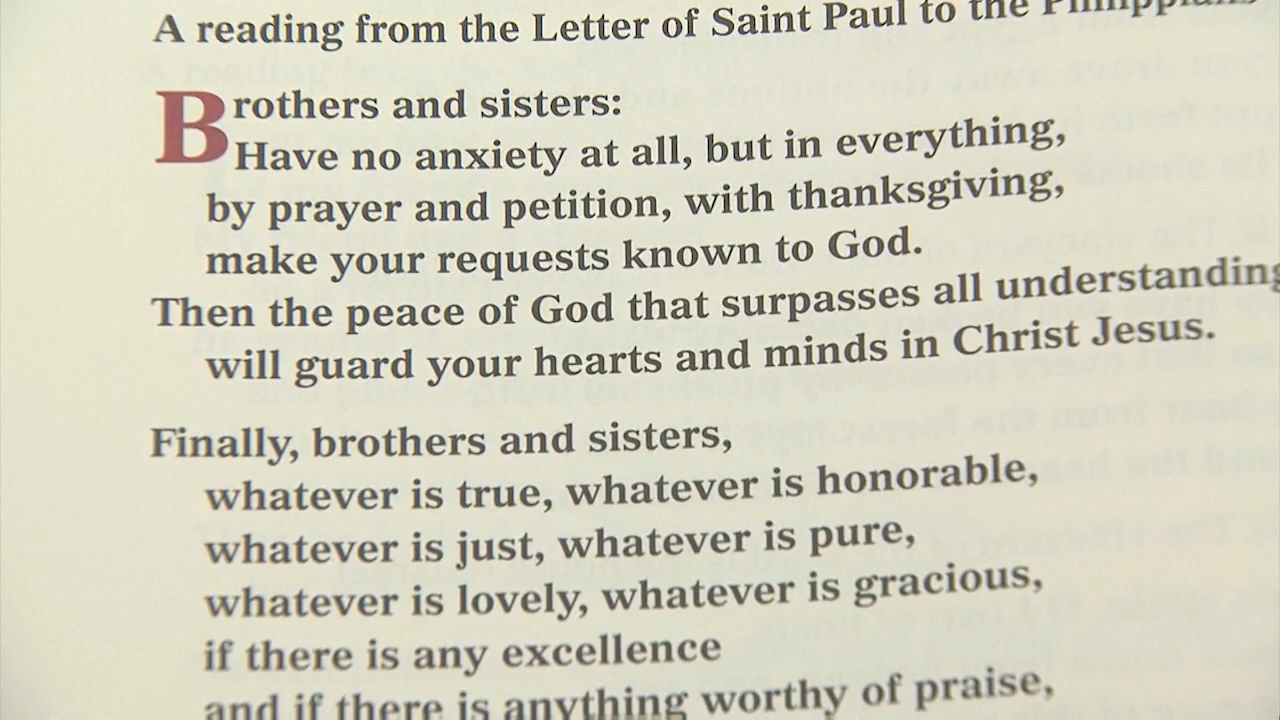 A reading from the Letter of Saint Paul to the Philippians
Brothers and sisters:
Have no anxiety at all, but in everything,
by prayer and petition, with thanksgiving,
make your requests known to God.
Then the peace of God that surpasses all understanding
will guard your hearts and minds in Christ Jesus.
Finally, brothers and sisters,
whatever is true, whatever is honorable,
whatever is just, whatever is pure,
whatever is lovely, whatever is gracious,
if there is any excellence
and if there is anything worthy of praise,